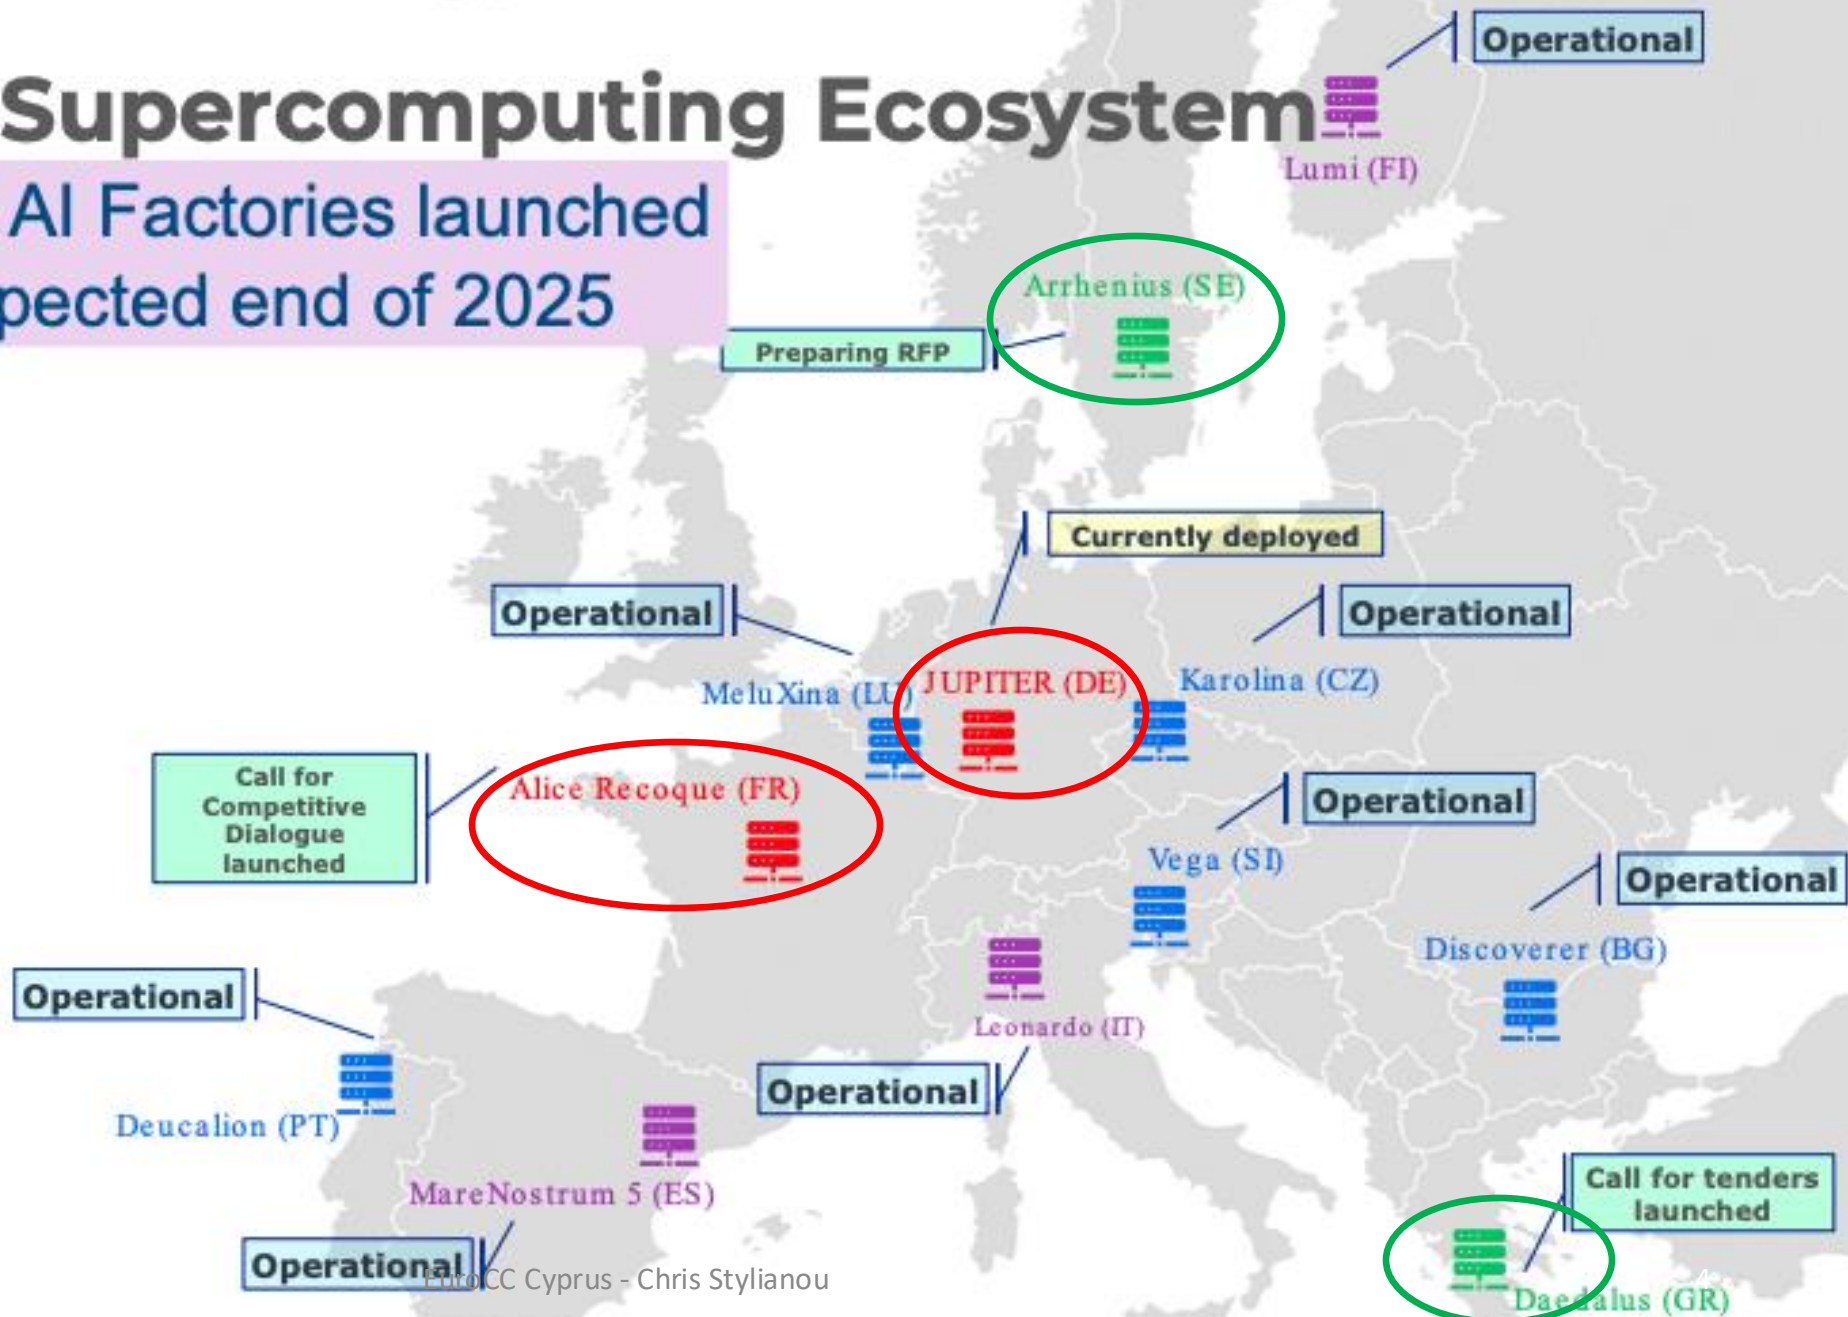 Operational
Supercomputing Ecosystem
Lumi (FI)
AI Factories launched
pected end of 2025
Arrhenius (SE)
Preparing RFP
Currently deployed
Operational
Operational
MeluXina (LU)
JUPITER (DE)
Karolina (CZ)
Call for
Competitive
Dialogue
launched
Alice Recoque (FR)
Operational
Vega (SI)
Operational
Discoverer (BG)
Operational
Leonardo (IT)
Operational
Deucalion (PT)
MareNostrum 5 (ES)
Call for tenders
launched
Operational
EuroCC Cyprus - Chris Stylianou
4
Daedalus (GR)